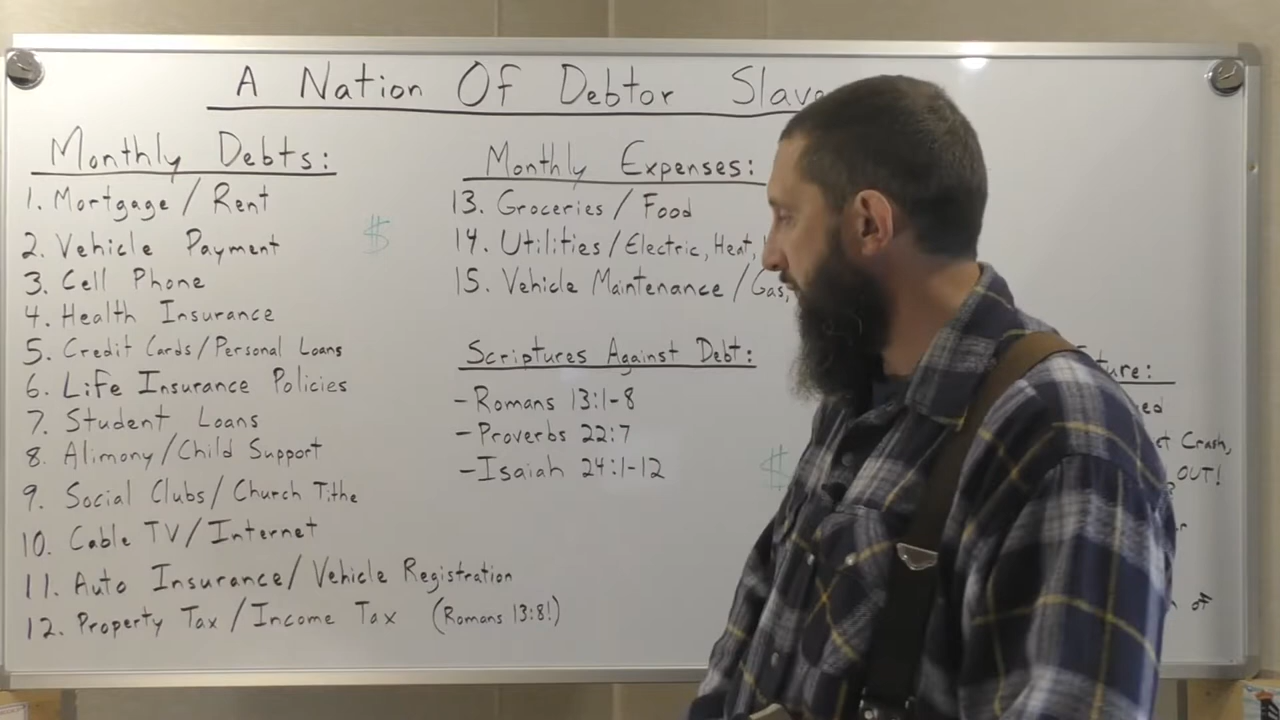 A Nation Of Debtor
Monthly Debts:
1. Mortgage / Rent
2. Vehicle Payment
3. Cell Phone
4. Health Insurance
5. Credit Cards/Personal Loans
6. Life Insurance Policies
7. Student Loans
8. Alimony/Child Support
9. Social Clubs/Church Tithe
10. Cable TV/Internet
11. Auto Insurance/Vehicle Registration
12. Property Tax/Income Tax (Romans 13:8!)
$
Monthly Expenses:
13. Groceries / Food
14. Utilities/Electric, Heat,
15. Vehicle Maintenance /Gas,
Scriptures Against Debt:
-Romans 13:1-8
-Proverbs 22:7
-Isaiah 24:1-12
$
Crash,
OUT!
of